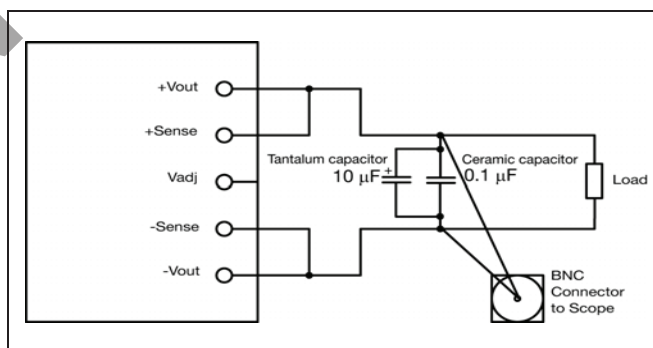 +Vout
+Sense
Vadj
-Sense
-Vout
Tantalum capacitor
10 µF+
Ceramic capacitor
0.1 µF
Load
BNC
Connector
to Scope